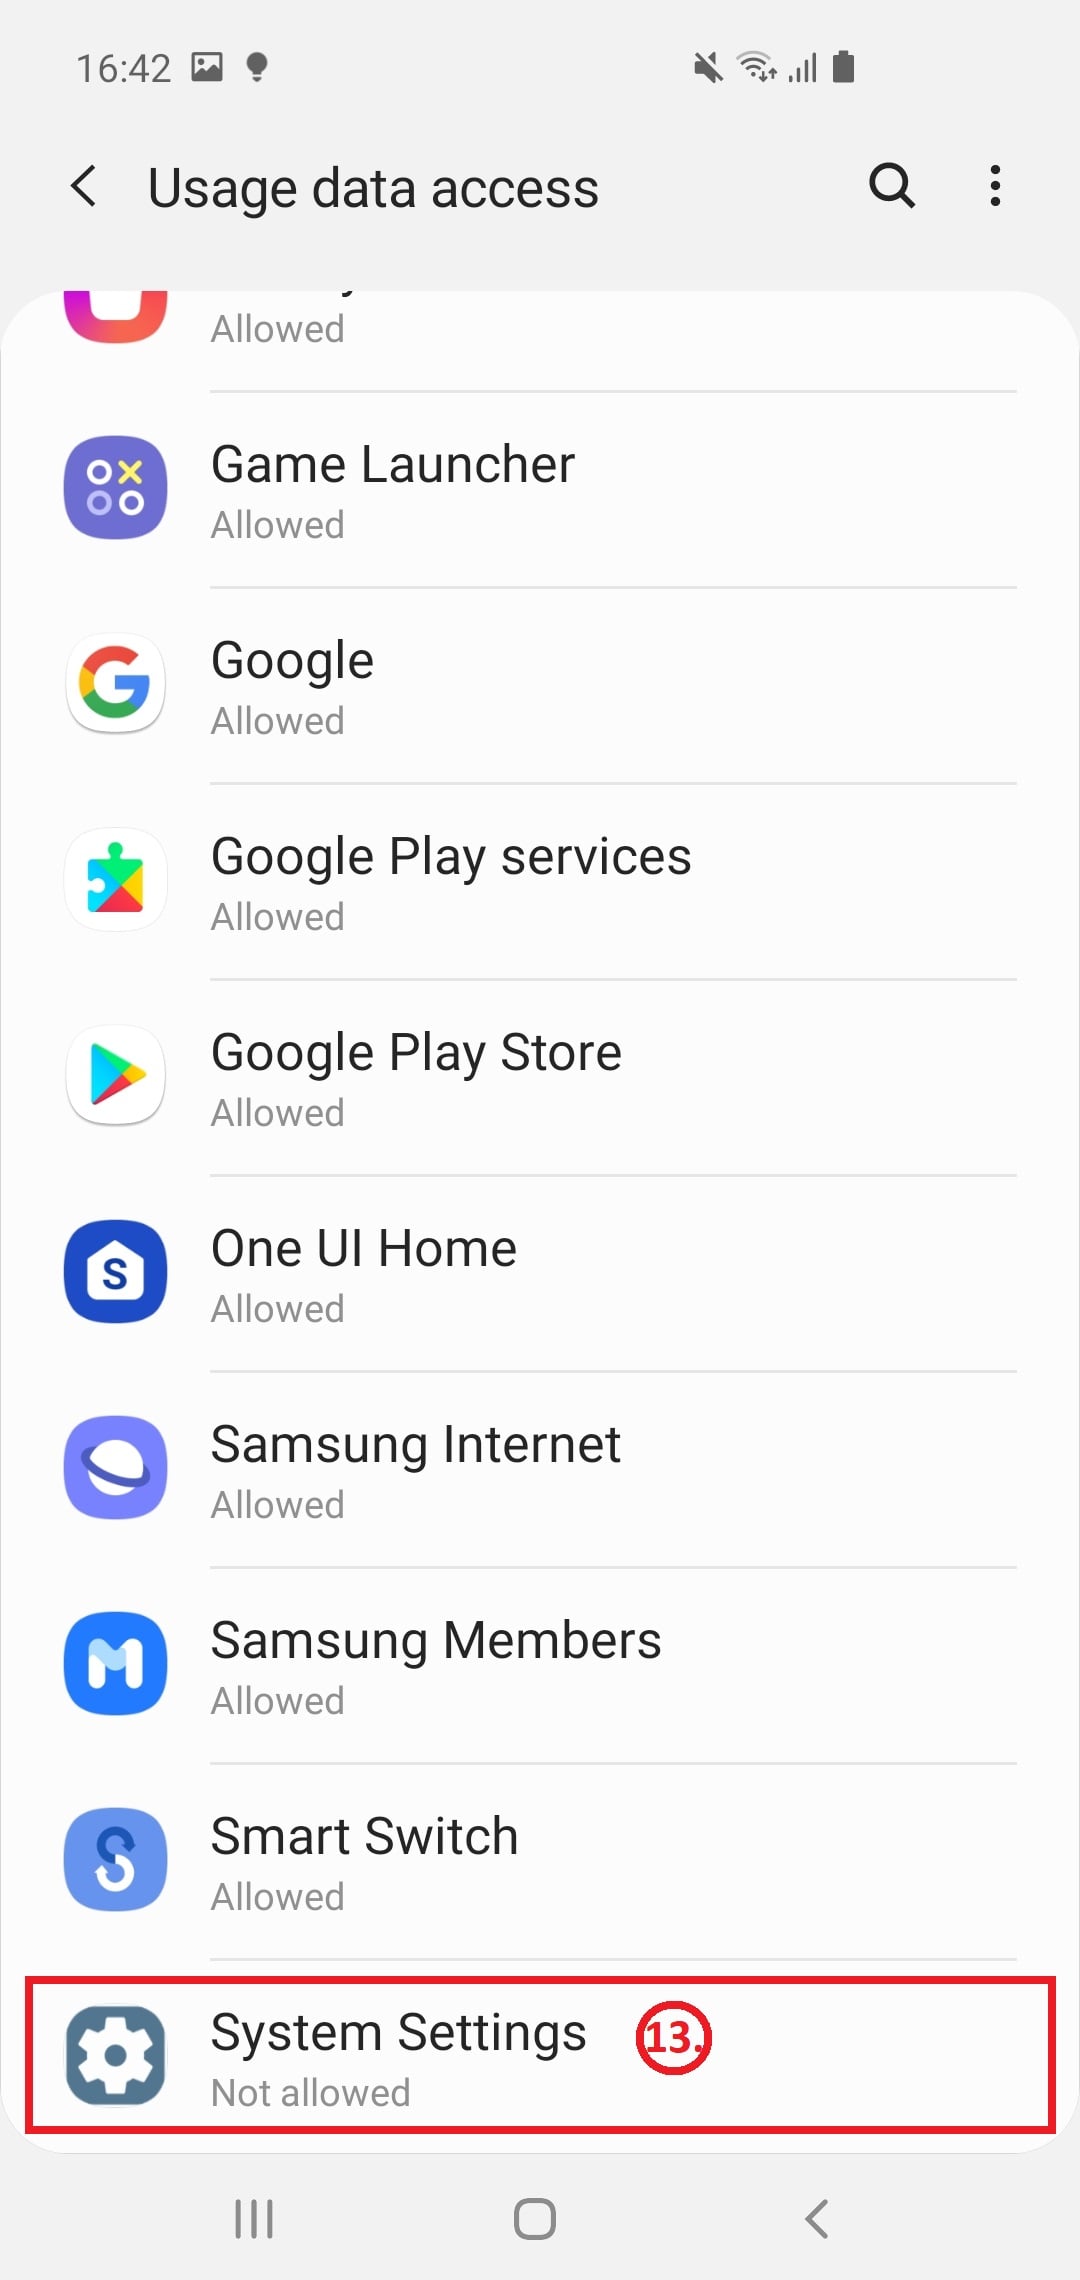 16:42
Usage data access
Allowed
Game Launcher
Allowed
Google
Allowed
Google Play services
Allowed
Google Play Store
Allowed
One UI Home
Allowed
Samsung Internet
Allowed
Samsung Members
Allowed
Smart Switch
Allowed
System Settings 13.
Not allowed